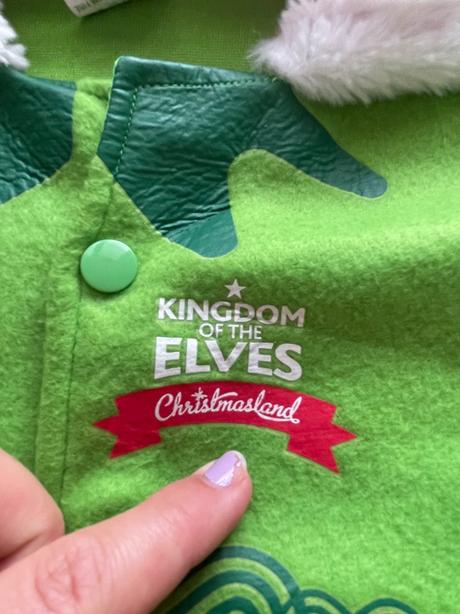 KINGDOM
OF THE
ELVES
Christmasland